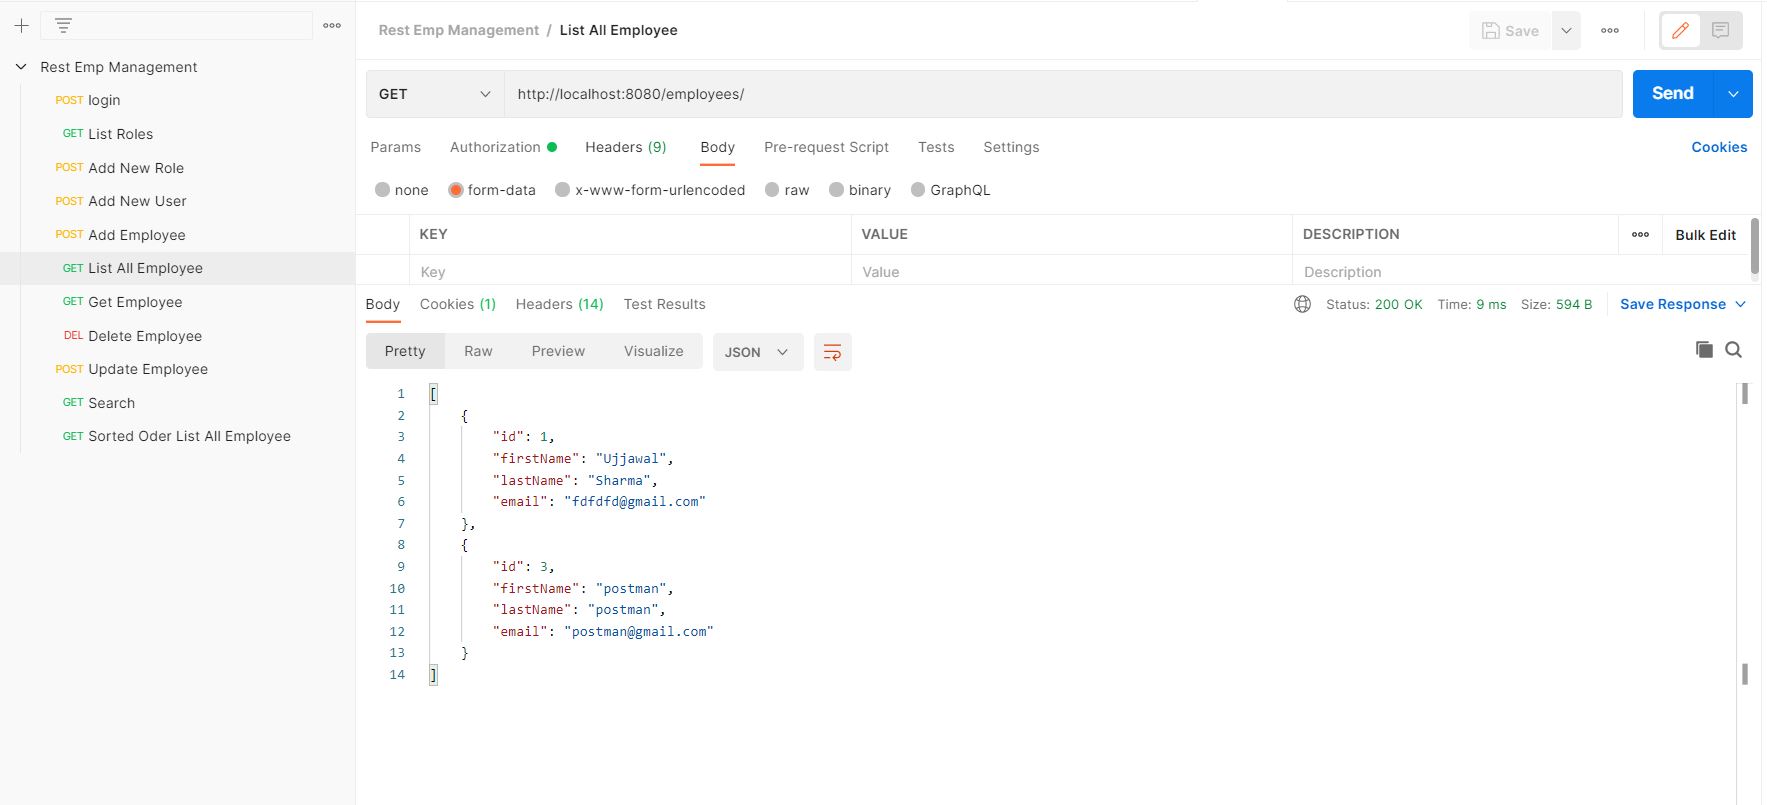 Rest Emp Management / List All Employee
Save
Rest Emp Management
POST login
GET List Roles
POST Add New Role
POST Add New User
POST Add Employee
GET List All Employee
GET Get Employee
DEL Delete Employee
POST Update Employee
GET Search
GET Sorted Oder List All Employee
GET http://localhost:8080/employees/ Send
Params Authorization Headers (9) Body Pre-request Script Tests Settings Cookies
none form-data x-www-form-urlencoded raw binary GraphQL
KEY VALUE DESCRIPTION Bulk Edit
Key Value Description
Body Cookies (1) Headers (14) Test Results Status: 200 OK Time: 9 ms Size: 594 B Save Response
Pretty Raw Preview Visualize JSON
1 [
2 {
3 "id": 1,
4 "firstName": "Ujjawal",
5 "lastName": "Sharma",
6 "email": "fdfdfd@gmail.com"
7 },
8 {
9 "id": 3,
10 "firstName": "postman",
11 "lastName": "postman",
12 "email": "postman@gmail.com"
13 }
14 ]